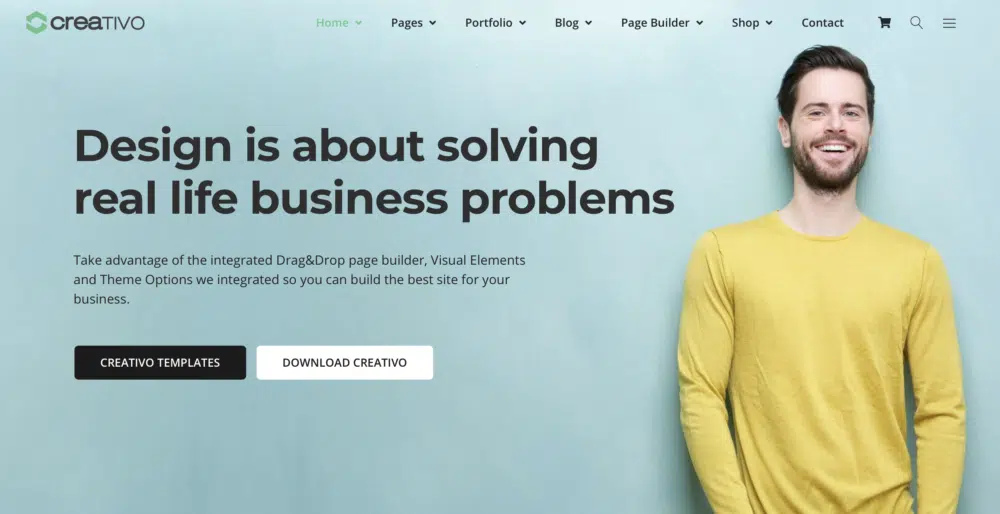 creaTIVO
Home Pages Portfolio Blog Page Builder Shop Contact
Design is about solving
real life business problems
Take advantage of the integrated Drag&Drop page builder, Visual Elements
and Theme Options we integrated so you can build the best site for your
business.
CREATIVO TEMPLATES DOWNLOAD CREATIVO